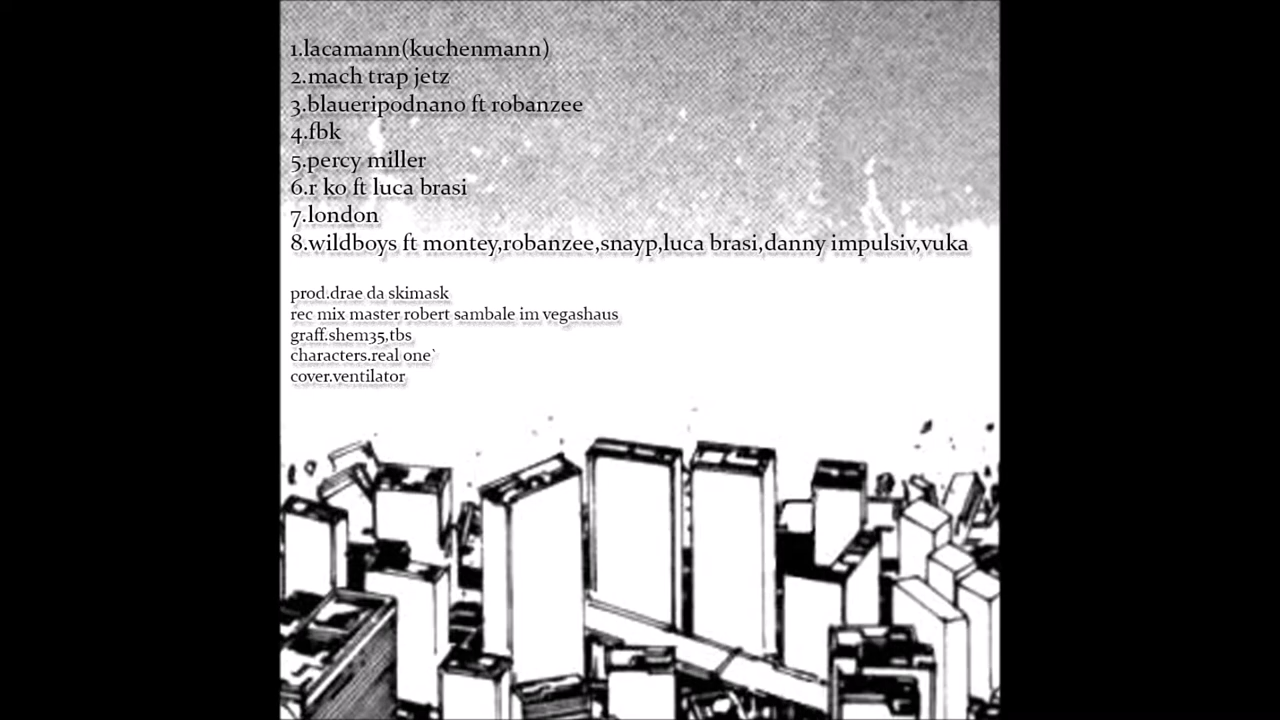 1.lacamann(kuchenmann)
2.mach trap jetz
3.blaueripodnano ft robanzee
4.fbk
5.percy miller
6.r ko ft luca brasi
7.london
8.wildboys ft montey,robanzee,snayp,luca brasi,danny impulsiv,vuka
prod.drae da skimask
rec mix master robert sambale im vegashaus
graff.shem35,tbs
characters.real one`
cover.ventilator